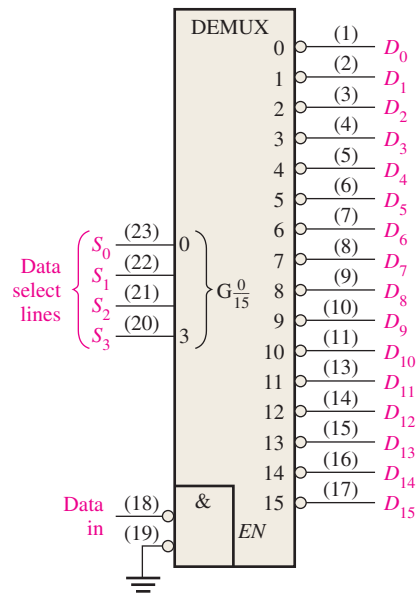 DEMUX
0 (1) D0
1 (2) D1
2 (3) D2
3 (4) D3
4 (5) D4
5 (6) D5
6 (7) D6
7 (8) D7
8 (9) D8
9 (10) D9
10 (11) D10
11 (13) D11
12 (14) D12
13 (15) D13
14 (16) D14
15 (17) D15
Data
select
lines
S0 (23) 0
S1 (22)
S2 (21)
S3 (20) 3
G 0/15
Data
in
(18)
(19)
&
EN